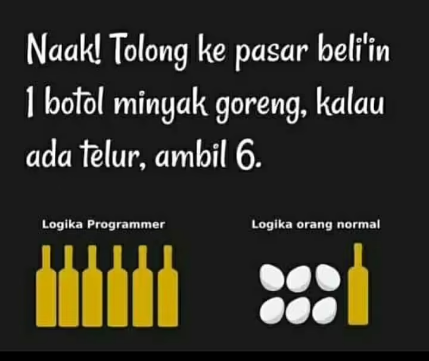 Naak! Tolong ke pasar beli'in
1 botol minyak goreng, kalau
ada telur, ambil 6.
Logika Programmer
Logika orang normal